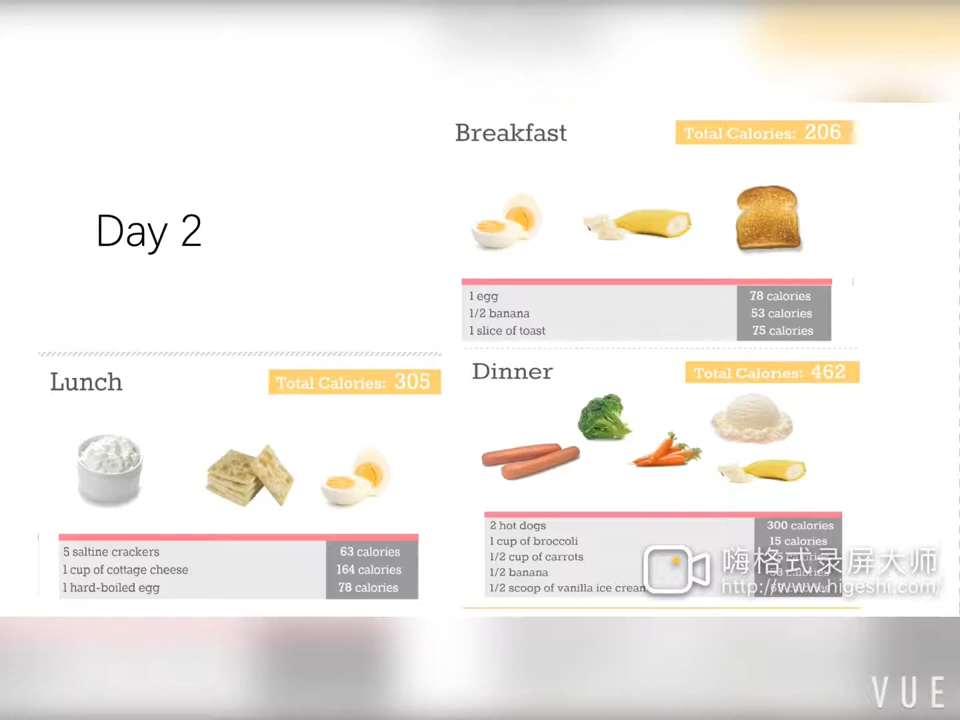 Day 2
Breakfast
Total Calories: 206
1 egg 78 calories
1/2 banana 53 calories
1 slice of toast 75 calories
Lunch
Total Calories: 305
5 saltine crackers 63 calories
1 cup of cottage cheese 164 calories
1 hard-boiled egg 78 calories
Dinner
Total Calories: 462
2 hot dogs 300 calories
1 cup of broccoli 15 calories
1/2 cup of carrots
1/2 banana
1/2 scoop of vanilla ice cream
嗨格式录屏大师
http://www.higeshi.com/
VUE